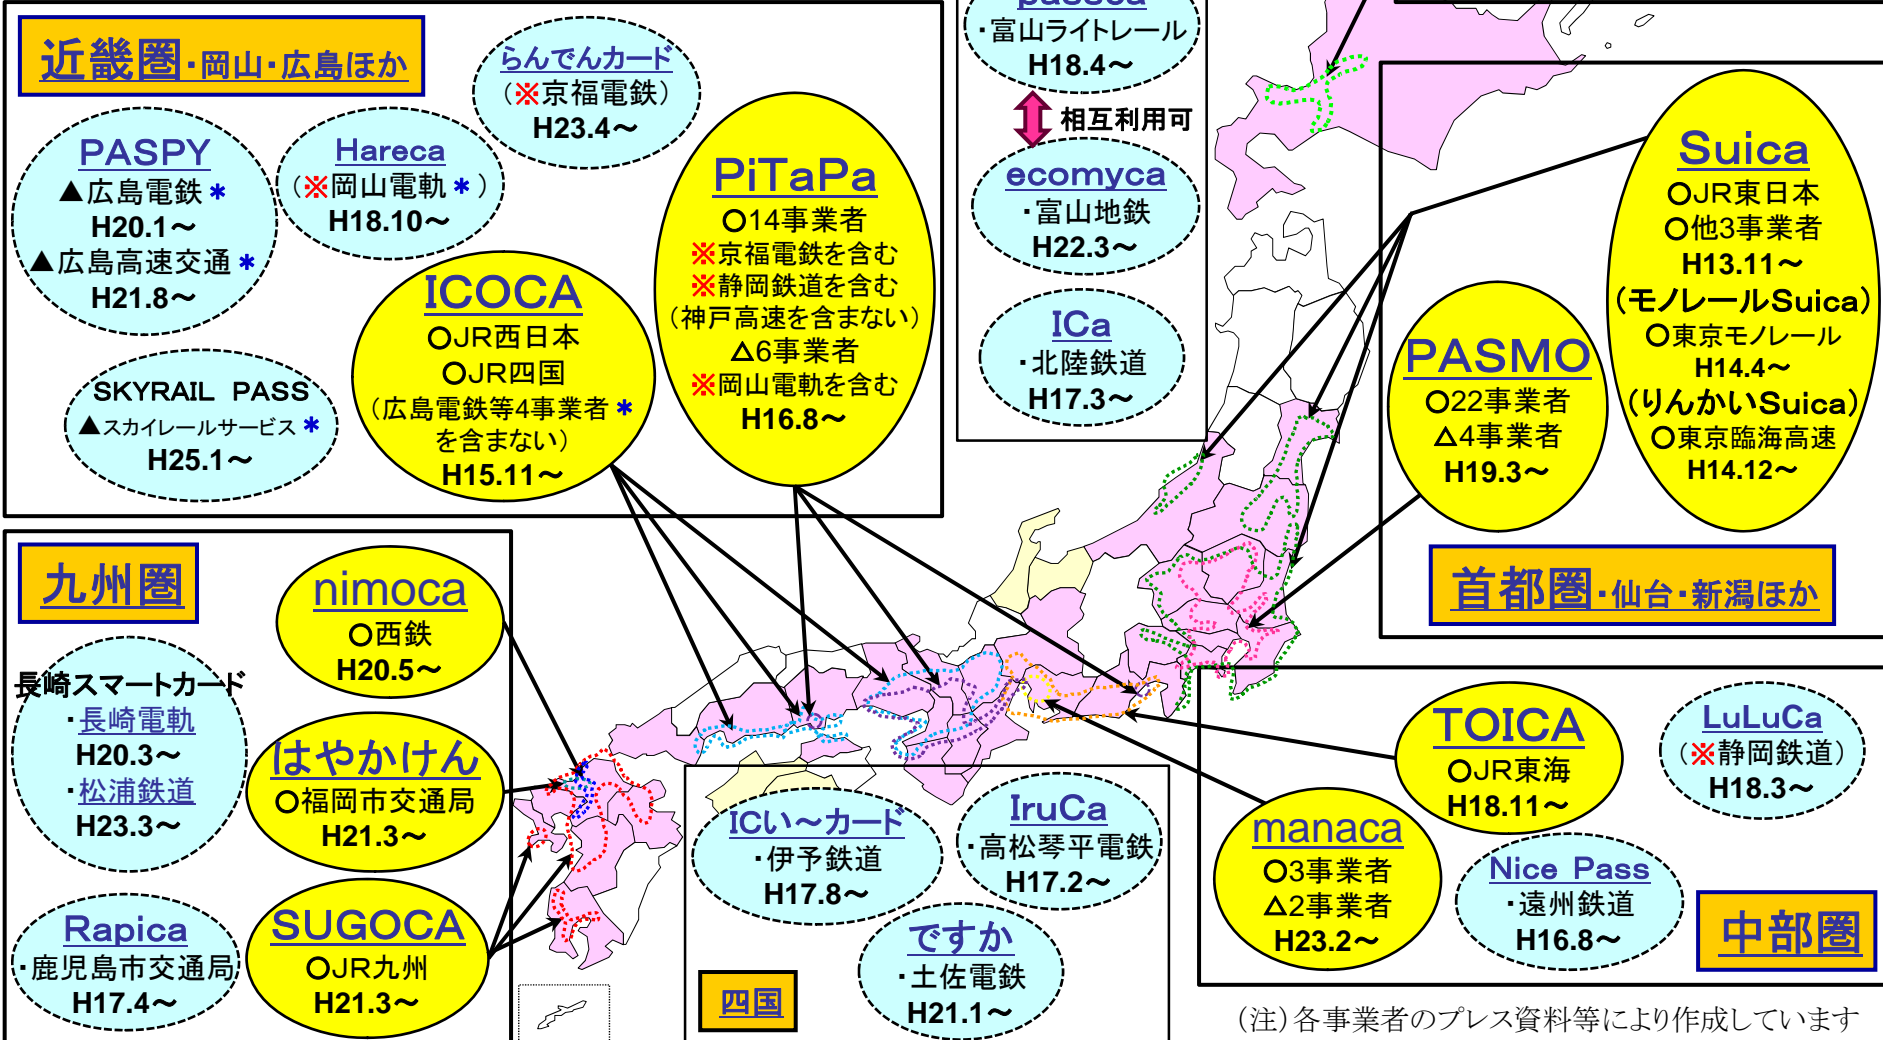 近畿圏・岡山・広島ほか
らんでんカード
(※京福電鉄)
H23.4～
PASPY
▲広島電鉄*
H20.1～
▲広島高速交通*
H21.8～
Hareca
(※岡山電軌*)
H18.10～
PiTaPa
○14事業者
※京福電鉄を含む
※静岡鉄道を含む
(神戸高速を含まない)
△6事業者
※岡山電軌を含む
H16.8～
ICOCA
○JR西日本
○JR四国
(広島電鉄等4事業者*
を含まない)
H15.11～
SKYRAIL PASS
▲スカイレールサービス*
H25.1～
passca
・富山ライトレール
H18.4～
相互利用可
ecomyca
・富山地鉄
H22.3～
ICa
・北陸鉄道
H17.3～
Suica
○JR東日本
○他3事業者
H13.11～
(モノレールSuica)
○東京モノレール
H14.4～
(りんかいSuica)
○東京臨海高速
H14.12～
PASMO
○22事業者
△4事業者
H19.3～
首都圏・仙台・新潟ほか
九州圏
nimoca
○西鉄
H20.5～
長崎スマートカード
・長崎電軌
H20.3～
・松浦鉄道
H23.3～
はやかけん
○福岡市交通局
H21.3～
Rapica
・鹿児島市交通局
H17.4～
SUGOCA
○JR九州
H21.3～
ICい～カード
・伊予鉄道
H17.8～
IruCa
・高松琴平電鉄
H17.2～
ですか
・土佐電鉄
H21.1～
四国
TOICA
○JR東海
H18.11～
LuLuCa
(※静岡鉄道)
H18.3～
manaca
○3事業者
△2事業者
H23.2～
Nice Pass
・遠州鉄道
H16.8～
中部圏
(注)各事業者のプレス資料等により作成しています